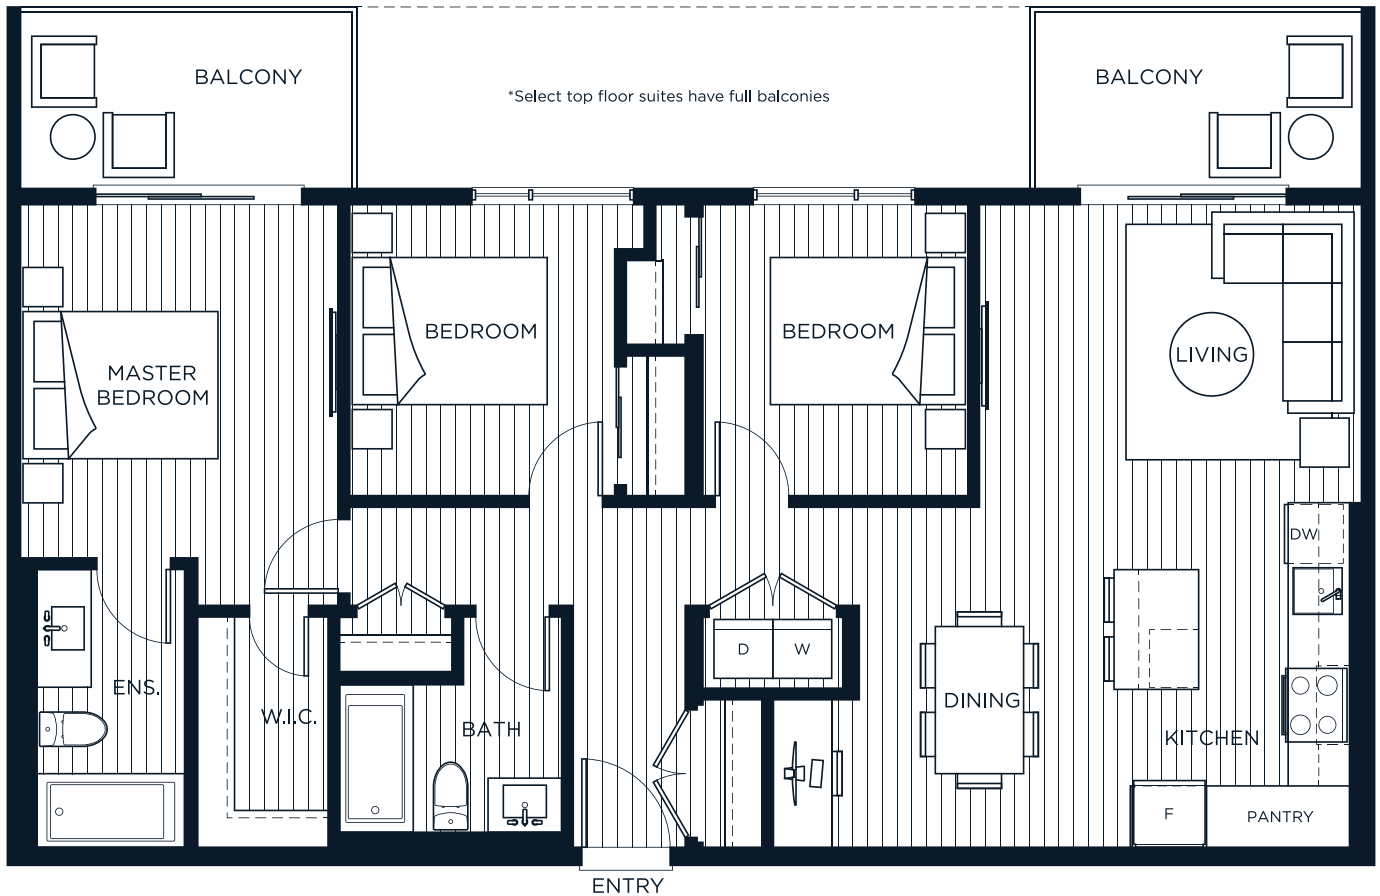 BALCONY
BALCONY
*Select top floor suites have full balconies
MASTER
BEDROOM
BEDROOM
BEDROOM
LIVING
DW
ENS.
W.I.C.
BATH
D
W
DINING
KITCHEN
F
PANTRY
ENTRY